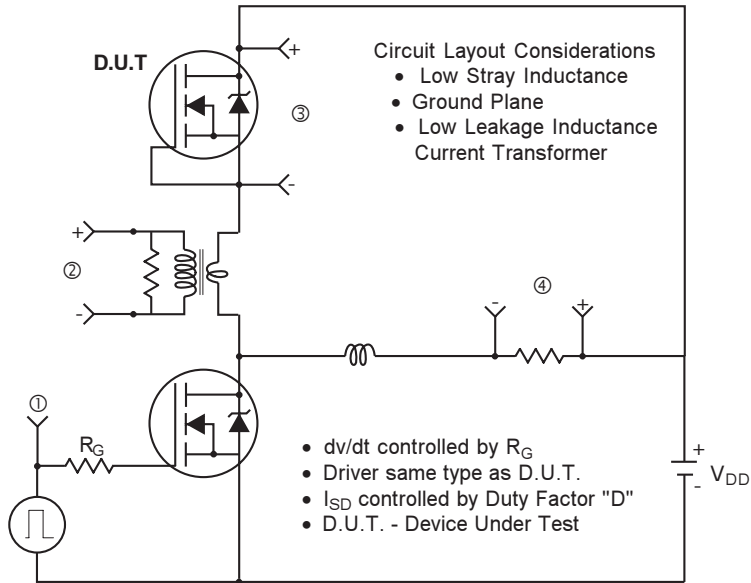 D.U.T
+
③
-
Circuit Layout Considerations
• Low Stray Inductance
• Ground Plane
• Low Leakage Inductance
Current Transformer
+
②
-
-
④
+
①
R_G
• dv/dt controlled by R_G
• Driver same type as D.U.T.
• I_SD controlled by Duty Factor "D"
• D.U.T. - Device Under Test
+
-
V_DD